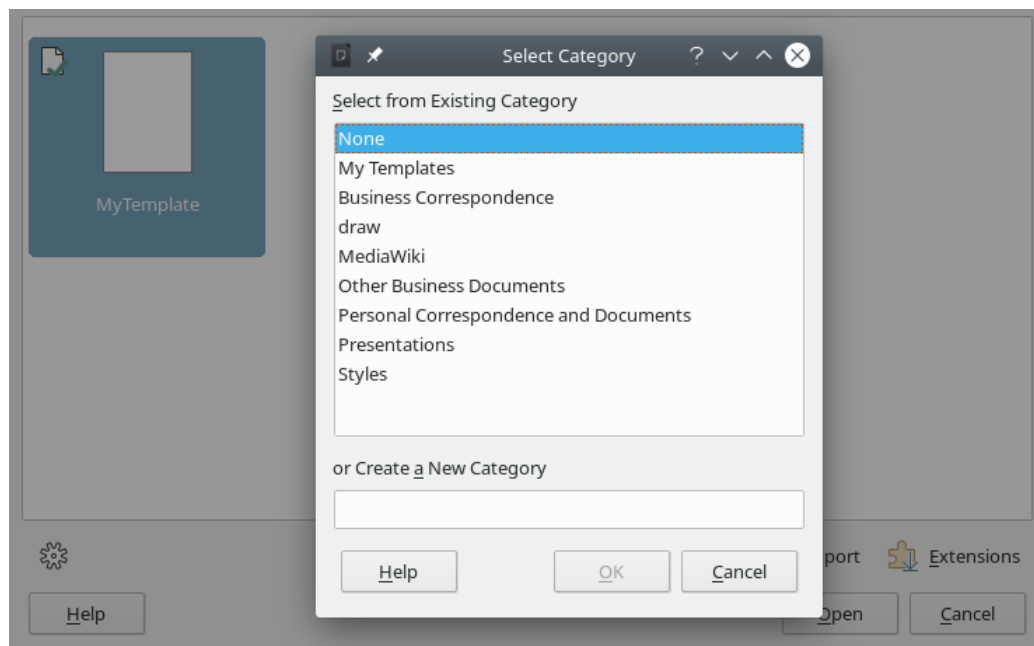 Select Category
Select from Existing Category
None
My Templates
MyTemplate
Business Correspondence
draw
MediaWiki
Other Business Documents
Personal Correspondence and Documents
Presentations
Styles
or Create a New Category
port
Extensions
Help
OK
Cancel
Help
Open
Cancel